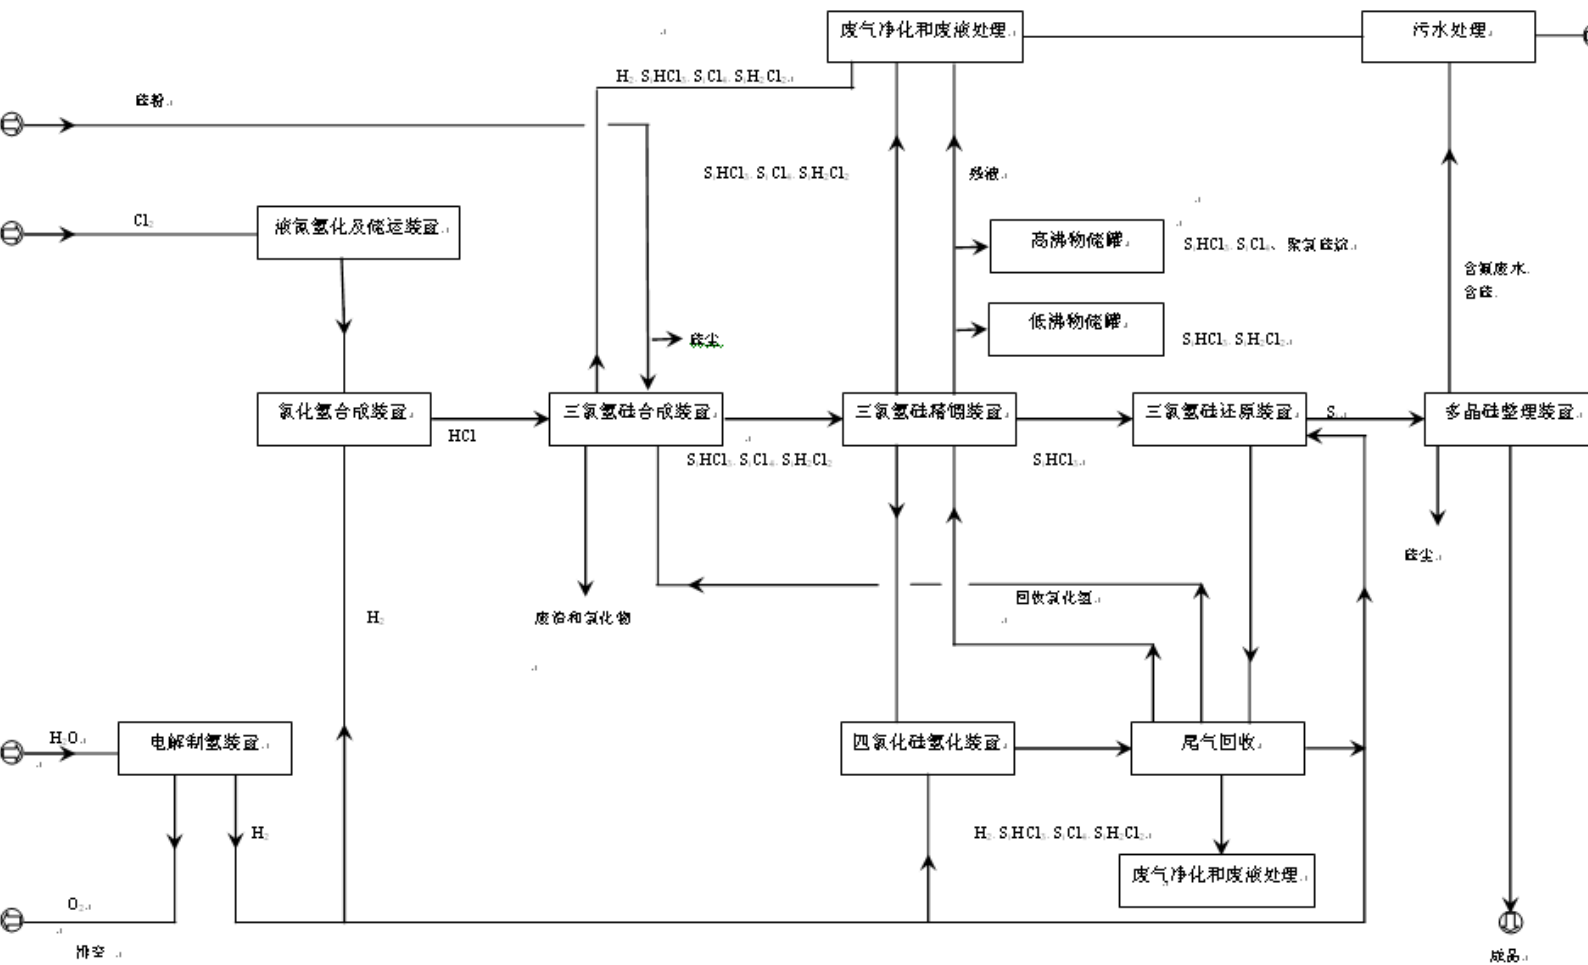 废气净化和废液处理
污水处理
H₂ SiHCl₃ SiCl₄ SiH₂Cl₂
硅粉
SiHCl₃ SiCl₄ SiH₂Cl₂
残液
Cl₂
液氯氢化及储运装置
高沸物储罐
SiHCl₃ SiCl₄、聚氯硅烷
含氟废水
含硅
低沸物储罐
SiHCl₃ SiH₂Cl₂
硅尘
氯化氢合成装置
三氯氢硅合成装置
三氯氢硅精馏装置
三氯氢硅还原装置
Si
多晶硅整理装置
HCl
SiHCl₃ SiCl₄ SiH₂Cl₂
SiHCl₃
硅尘
回收氯化氢
废渣和氯化物
H₂
H₂O
电解制氢装置
四氯化硅氢化装置
尾气回收
H₂
H₂ SiHCl₃ SiCl₄ SiH₂Cl₂
废气净化和废液处理
O₂
排空
成品